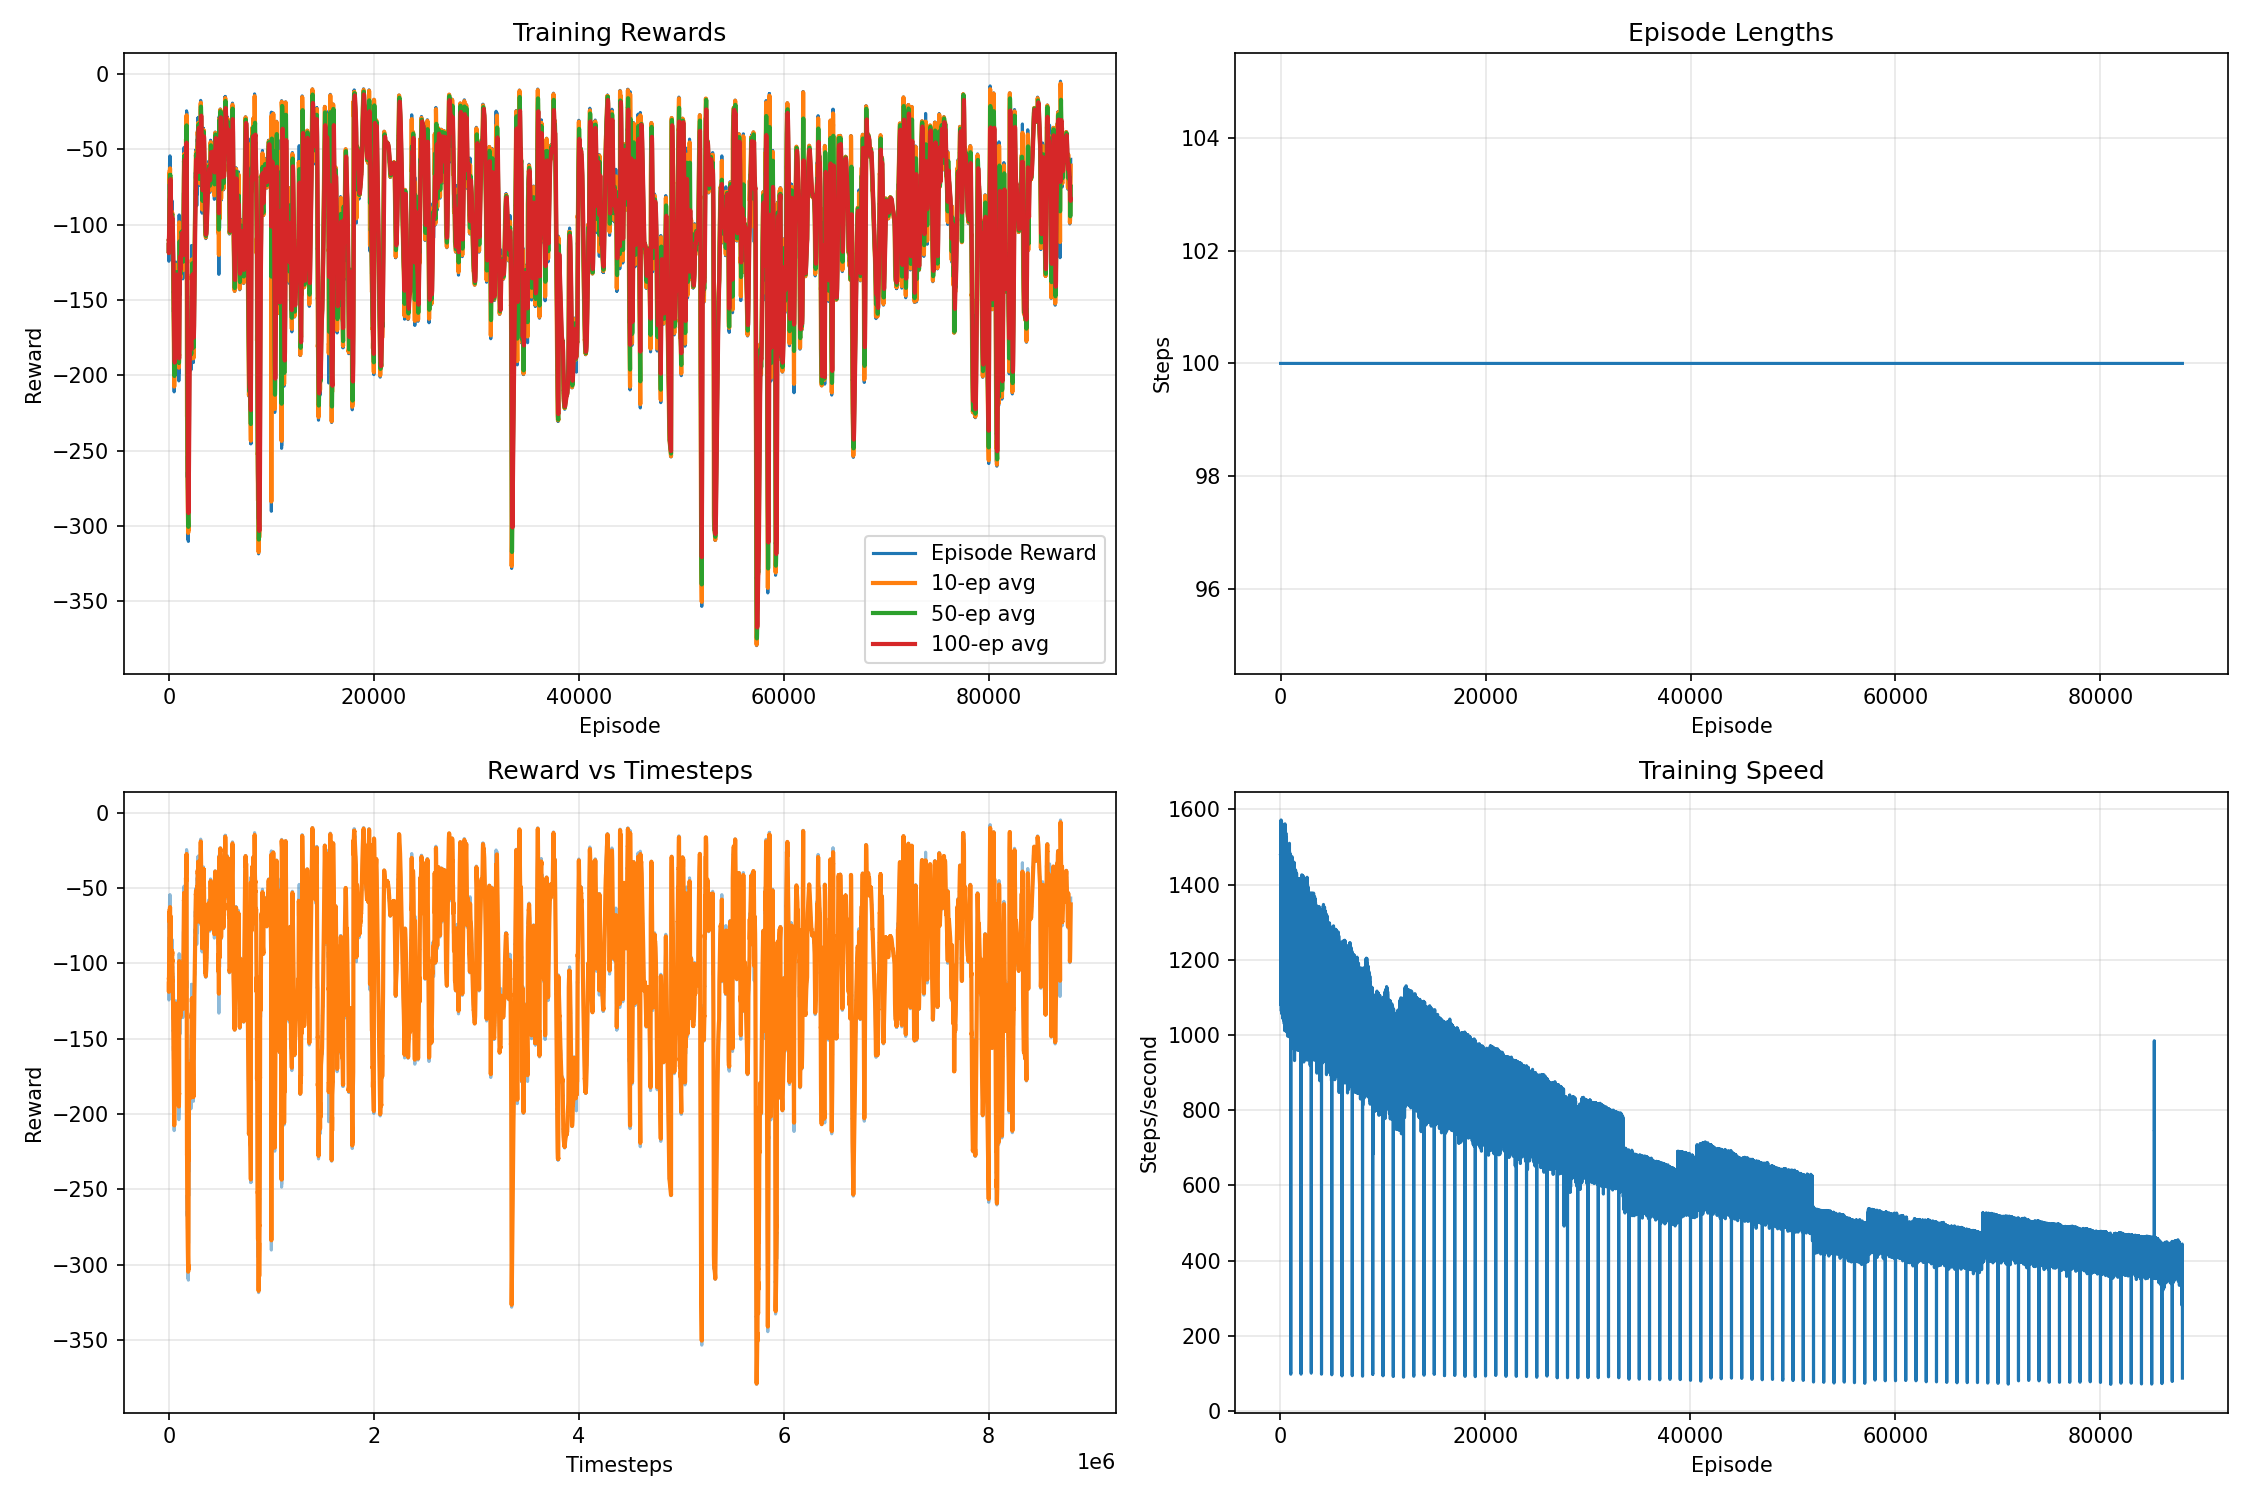 Training Rewards
Reward
0
−50
−100
−150
−200
−250
−300
−350
Episode Reward
10-ep avg
50-ep avg
100-ep avg
0 20000 40000 60000 80000
Episode
Episode Lengths
Steps
104
102
100
98
96
0 20000 40000 60000 80000
Episode
Reward vs Timesteps
Reward
0
−50
−100
−150
−200
−250
−300
−350
0 2 4 6 8
1e6
Timesteps
Training Speed
Steps/second
1600
1400
1200
1000
800
600
400
200
0
0 20000 40000 60000 80000
Episode